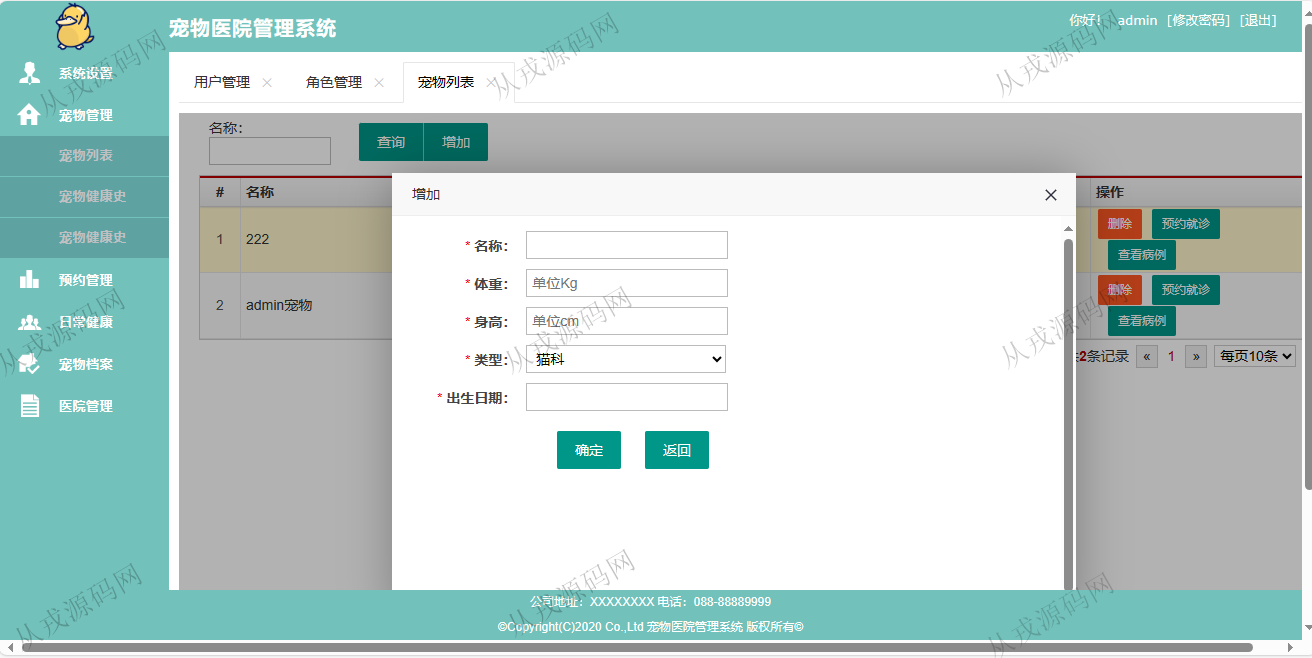 宠物医院管理系统
你好! admin [修改密码] [退出]
系统设置
宠物管理
宠物列表
宠物健康史
宠物健康史
预约管理
日常健康
宠物档案
医院管理
用户管理 × 角色管理 × 宠物列表 ×
名称:
查询 增加
# 名称 操作
1 222 删除 预约就诊
查看病例
2 admin宠物 删除 预约就诊
查看病例
2条记录 « 1 » 每页10条
增加 ×
* 名称:
* 体重: 单位Kg
* 身高: 单位cm
* 类型: 猫科
* 出生日期:
确定 返回
公司地址: XXXXXXXX 电话: 088-88889999
©Copyright(C)2020 Co.,Ltd 宠物医院管理系统 版权所有©
从戎源码网
从戎源码网
从戎源码网
从戎源码网
从戎源码网
从戎源码网
从戎源码网
从戎源码网
从戎源码网